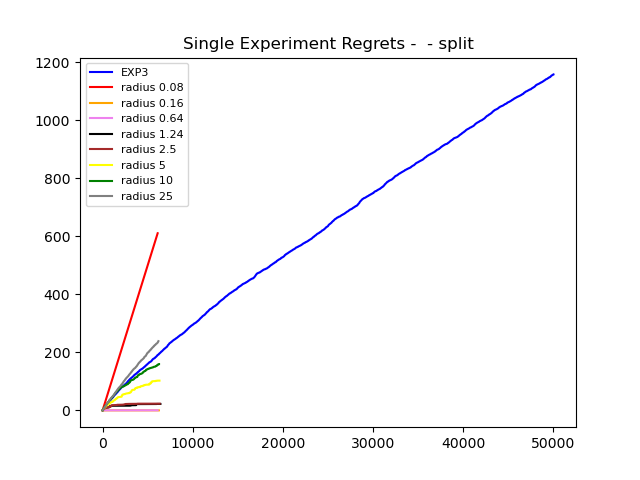 Single Experiment Regrets -  - split
EXP3
radius 0.08
radius 0.16
radius 0.64
radius 1.24
radius 2.5
radius 5
radius 10
radius 25
1200
1000
800
600
400
200
0
0 10000 20000 30000 40000 50000